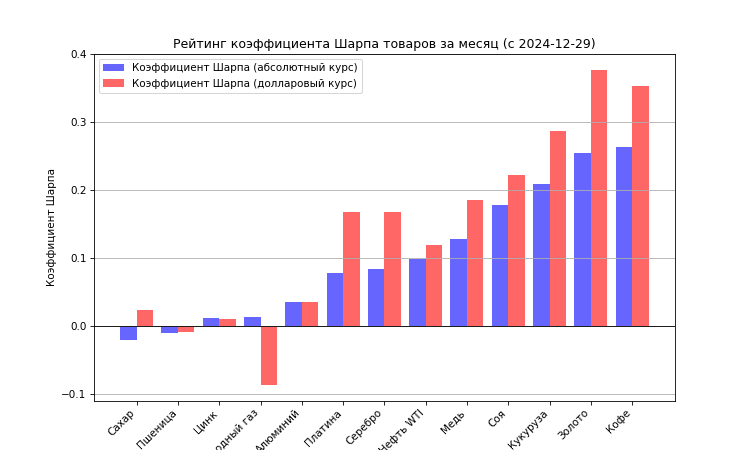 Рейтинг коэффициента Шарпа товаров за месяц (с 2024-12-29)
Коэффициент Шарпа (абсолютный курс)
Коэффициент Шарпа (долларовый курс)
Коэффициент Шарпа
0.4
0.3
0.2
0.1
0.0
−0.1
Сахар
Пшеница
Цинк
газ
Алюминий
Платина
Серебро
Нефть WTI
Медь
Соя
Кукуруза
Золото
Кофе